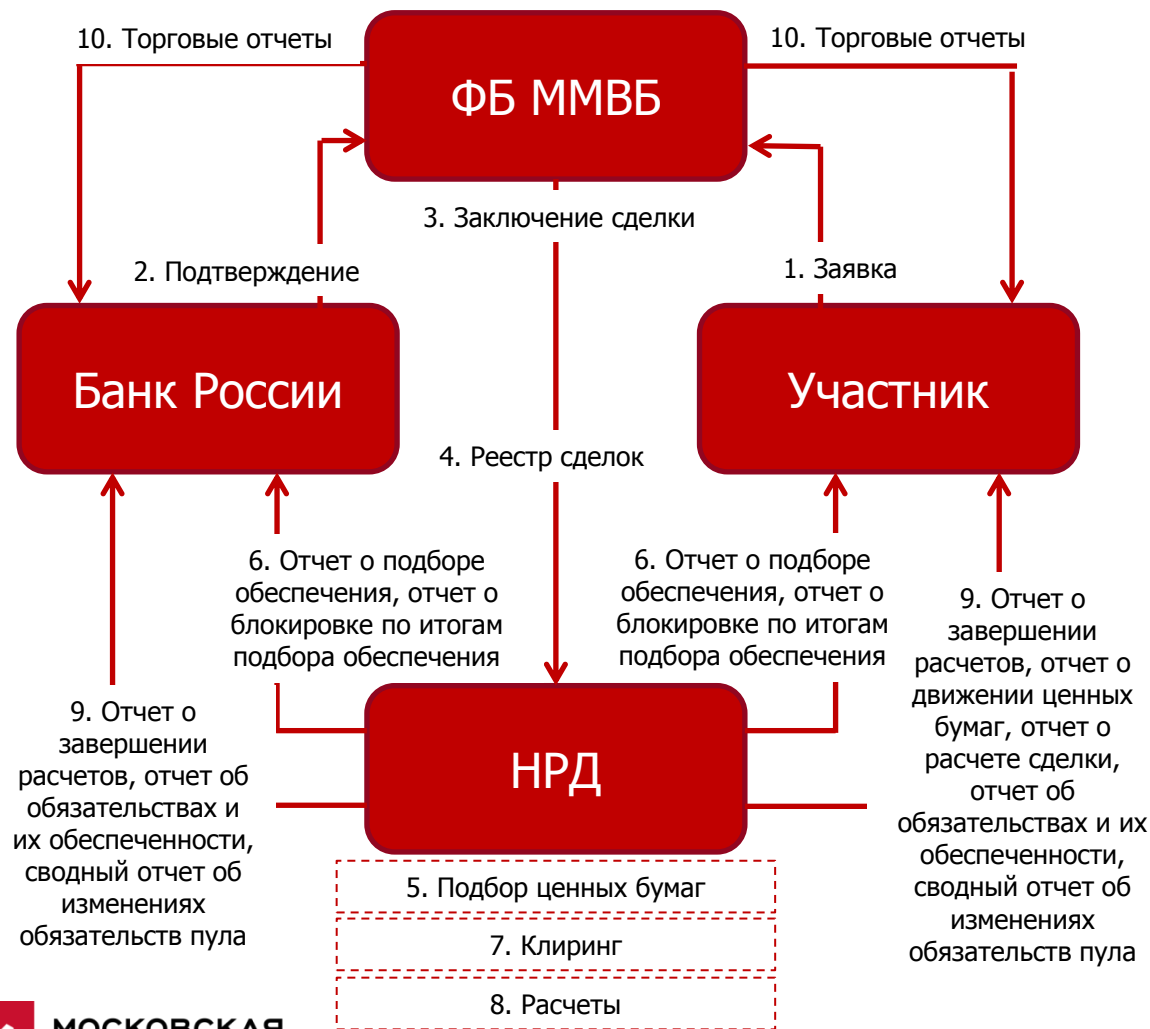 10. Торговые отчеты
10. Торговые отчеты
ФБ ММВБ
3. Заключение сделки
2. Подтверждение
1. Заявка
Банк России
Участник
4. Реестр сделок
6. Отчет о подборе
обеспечения, отчет о
блокировке по итогам
подбора обеспечения
6. Отчет о подборе
обеспечения, отчет о
блокировке по итогам
подбора обеспечения
9. Отчет о
завершении
расчетов, отчет об
обязательствах и
их обеспеченности,
сводный отчет об
изменениях
обязательств пула
9. Отчет о
завершении
расчетов, отчет о
движении ценных
бумаг, отчет о
расчете сделки,
отчет об
обязательствах и их
обеспеченности,
сводный отчет об
изменениях
обязательств пула
НРД
5. Подбор ценных бумаг
7. Клиринг
8. Расчеты
МОСКОВСКАЯ